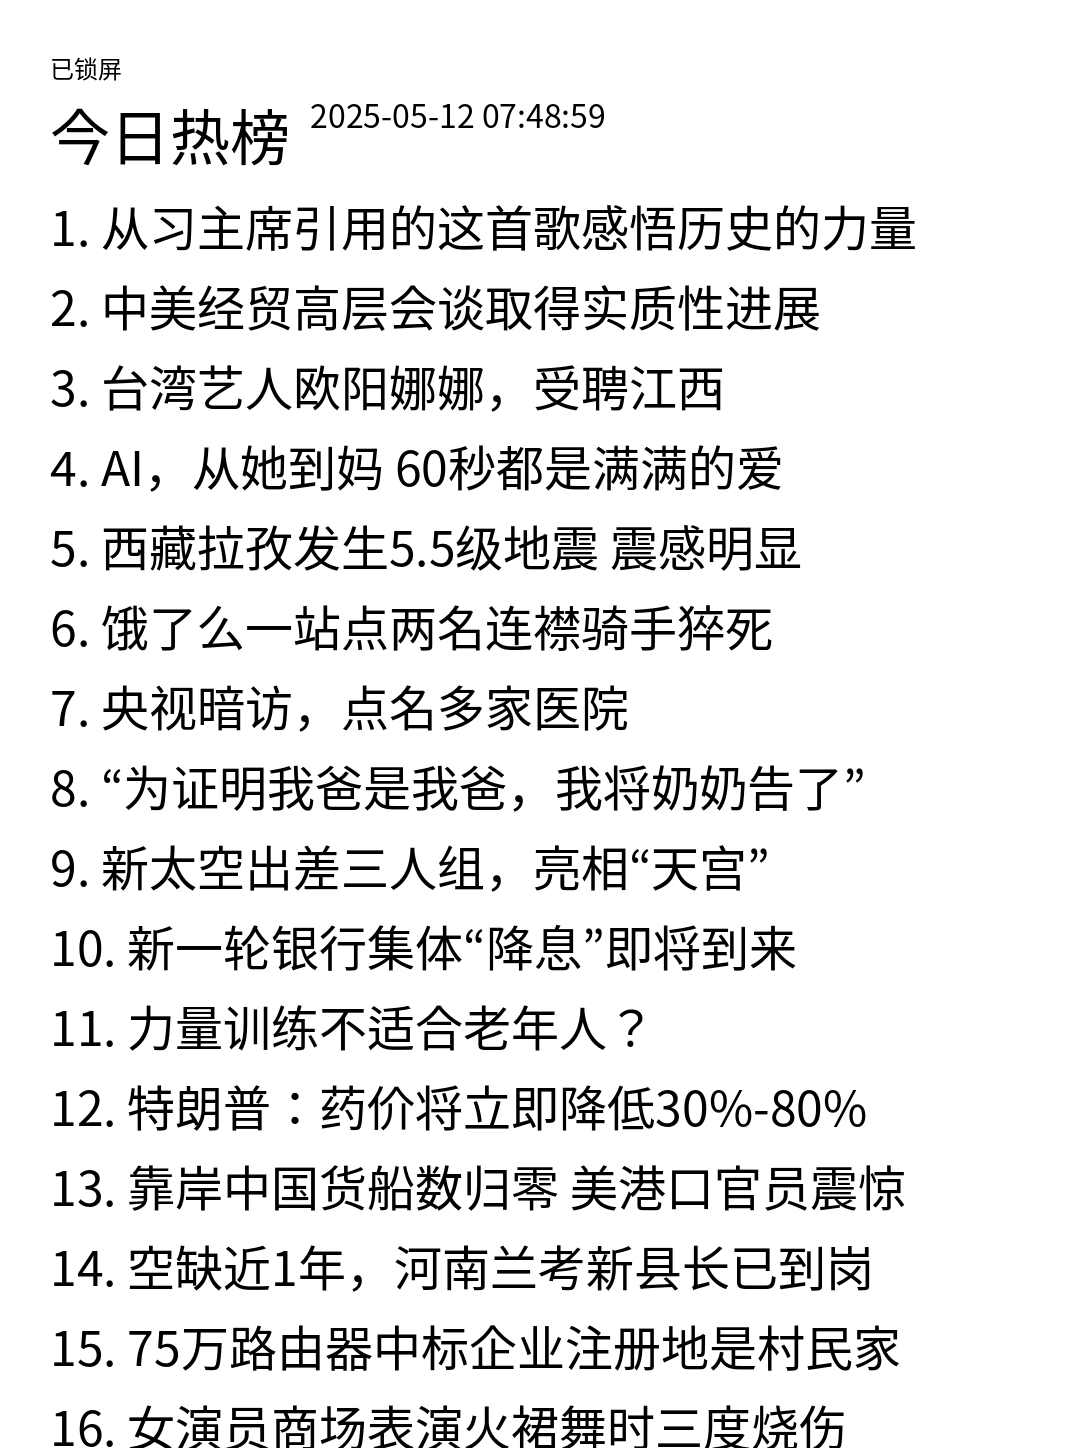 已锁屏
今日热榜 2025-05-12 07:48:59
1. 从习主席引用的这首歌感悟历史的力量
2. 中美经贸高层会谈取得实质性进展
3. 台湾艺人欧阳娜娜，受聘江西
4. AI，从她到妈 60秒都是满满的爱
5. 西藏拉孜发生5.5级地震 震感明显
6. 饿了么一站点两名连襟骑手猝死
7. 央视暗访，点名多家医院
8. “为证明我爸是我爸，我将奶奶告了”
9. 新太空出差三人组，亮相“天宫”
10. 新一轮银行集体“降息”即将到来
11. 力量训练不适合老年人？
12. 特朗普：药价将立即降低30%-80%
13. 靠岸中国货船数归零 美港口官员震惊
14. 空缺近1年，河南兰考新县长已到岗
15. 75万路由器中标企业注册地是村民家
16. 女演员商场表演火裙舞时三度烧伤